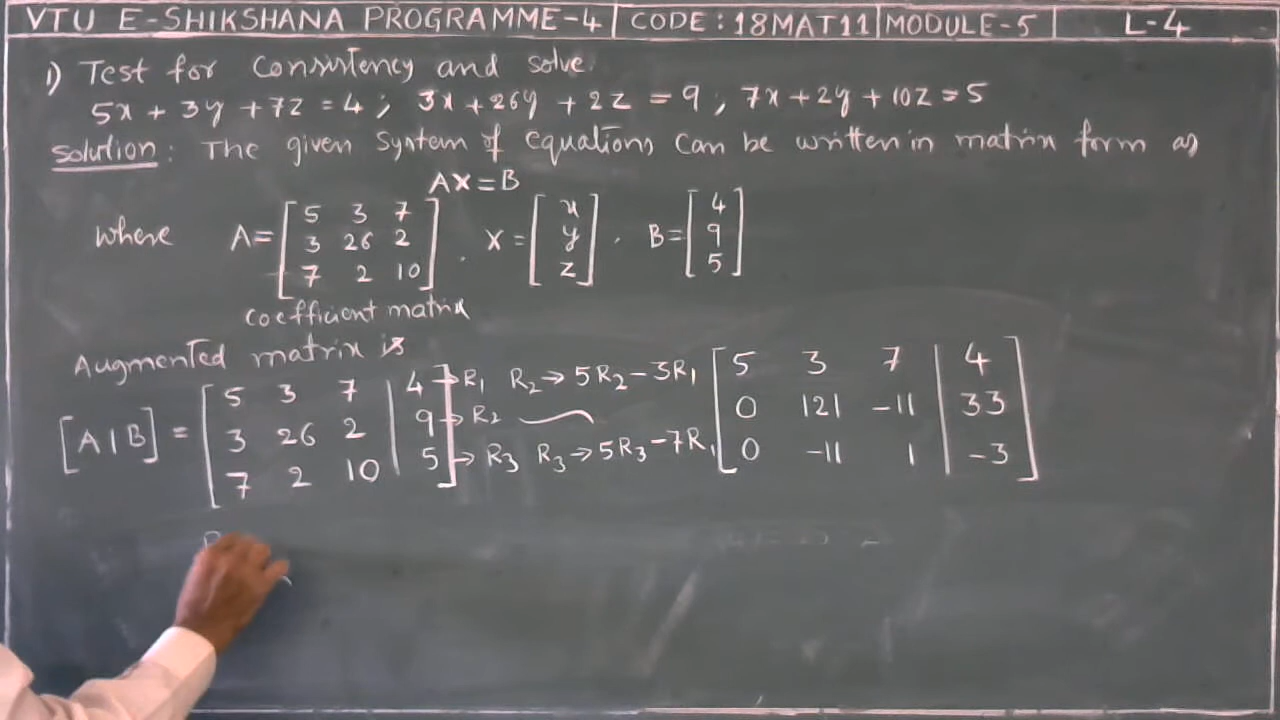 VTU E-SHIKSHANA PROGRAMME-4 | CODE: 18MAT11 | MODULE-5 | L-4
1) Test for consistency and solve.
5x + 3y + 7z = 4 ; 3x + 26y + 2z = 9 ; 7x + 2y + 10z = 5
Solution : The given system of equations can be written in matrix form as
AX = B
where A = [5 3 7; 3 26 2; 7 2 10] . X = [x; y; z] . B = [4; 9; 5]
coefficient matrix
Augmented matrix is
[A | B] = [5 3 7 | 4; 3 26 2 | 9; 7 2 10 | 5] → R1 → R2 → R3 R2 → 5R2 - 3R1 R3 → 5R3 - 7R1 [5 3 7 | 4; 0 121 -11 | 33; 0 -11 1 | -3]